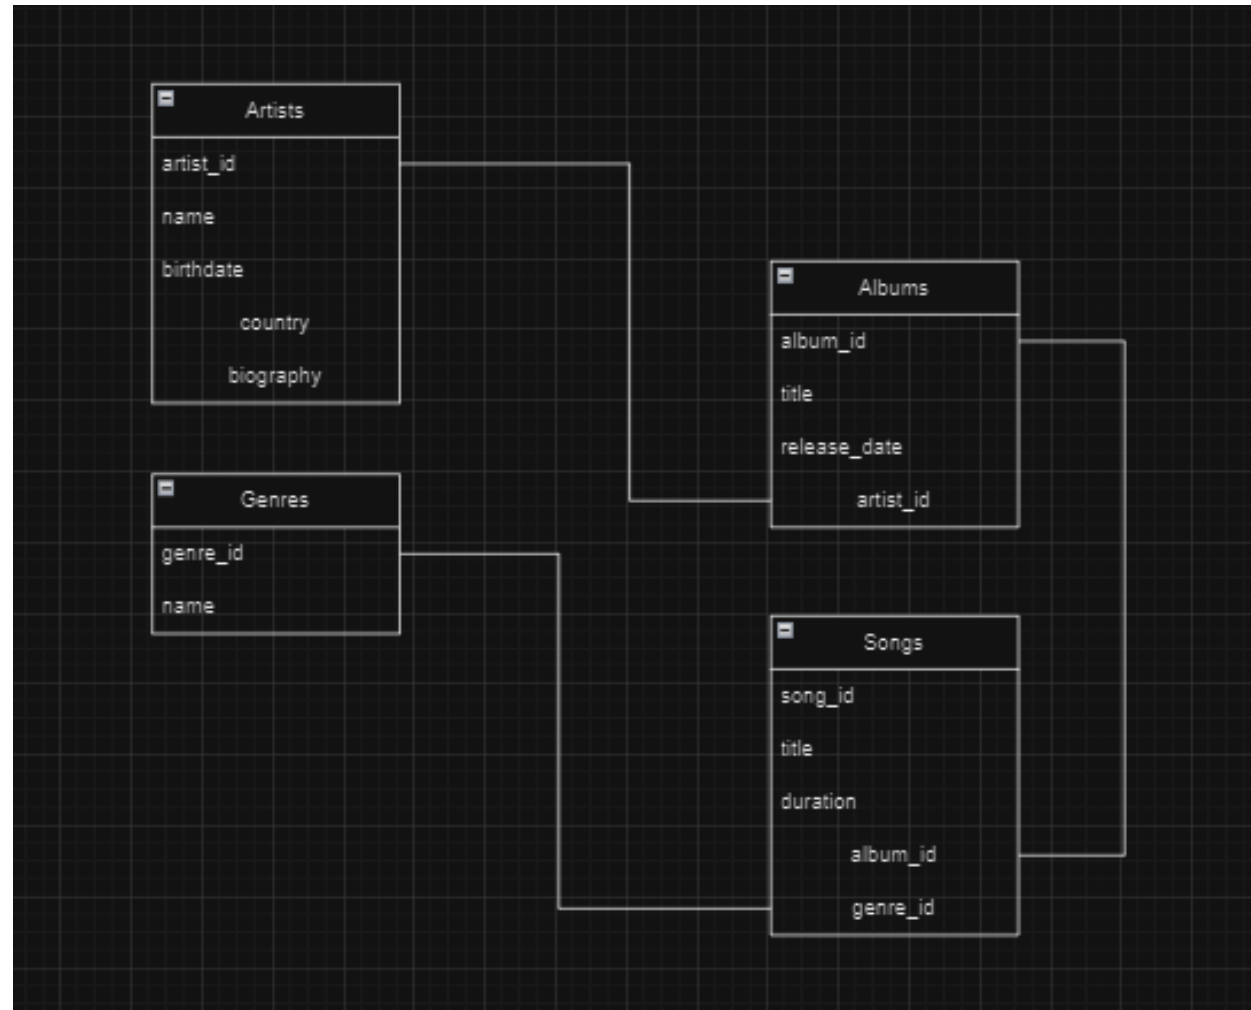 Artists
artist_id
name
birthdate
country
biography
Genres
genre_id
name
Albums
album_id
title
release_date
artist_id
Songs
song_id
title
duration
album_id
genre_id